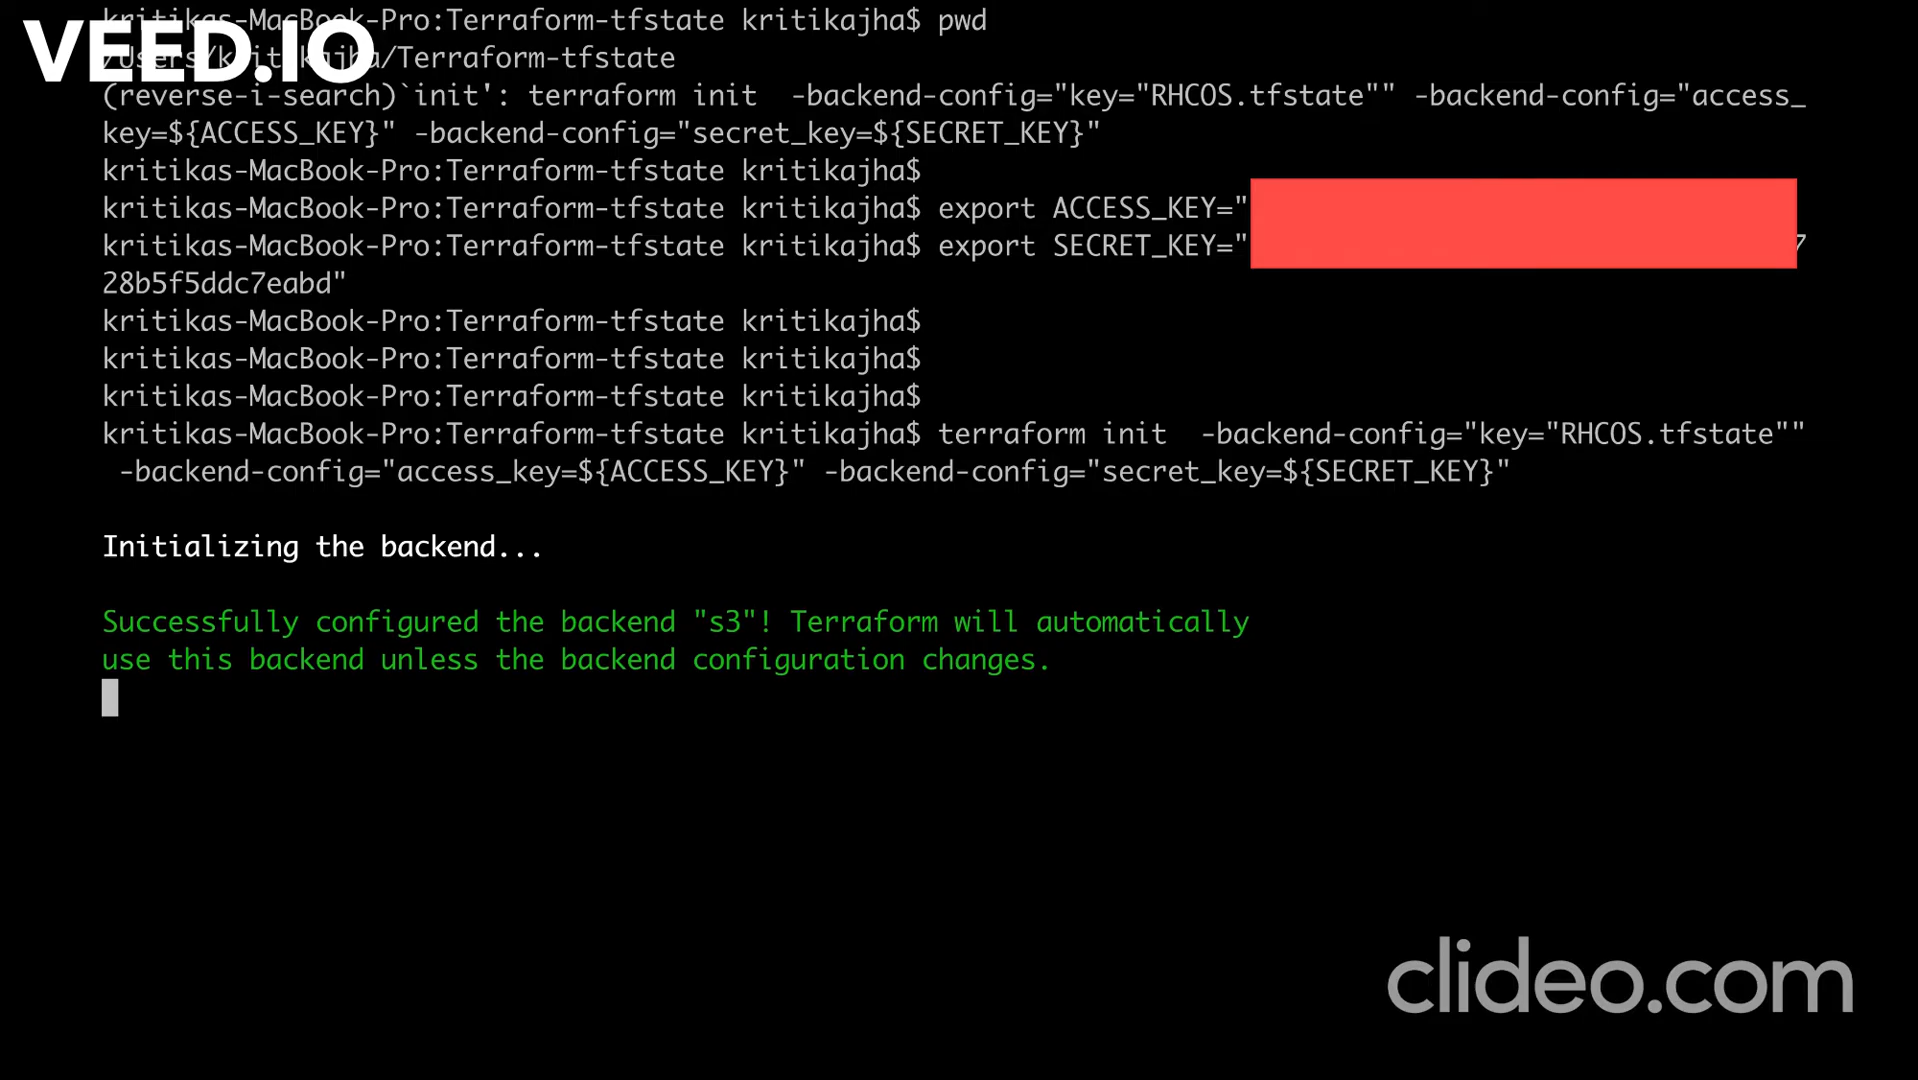 kritikas-MacBook-Pro:Terraform-tfstate kritikajha$ pwd
VEED.IO
/Users/kritikajha/Terraform-tfstate
(reverse-i-search)`init': terraform init  -backend-config="key="RHCOS.tfstate"" -backend-config="access_
key=${ACCESS_KEY}" -backend-config="secret_key=${SECRET_KEY}"
kritikas-MacBook-Pro:Terraform-tfstate kritikajha$
kritikas-MacBook-Pro:Terraform-tfstate kritikajha$ export ACCESS_KEY="
kritikas-MacBook-Pro:Terraform-tfstate kritikajha$ export SECRET_KEY="
28b5f5ddc7eabd"
kritikas-MacBook-Pro:Terraform-tfstate kritikajha$
kritikas-MacBook-Pro:Terraform-tfstate kritikajha$
kritikas-MacBook-Pro:Terraform-tfstate kritikajha$
kritikas-MacBook-Pro:Terraform-tfstate kritikajha$ terraform init  -backend-config="key="RHCOS.tfstate""
 -backend-config="access_key=${ACCESS_KEY}" -backend-config="secret_key=${SECRET_KEY}"
Initializing the backend...
Successfully configured the backend "s3"! Terraform will automatically
use this backend unless the backend configuration changes.
clideo.com